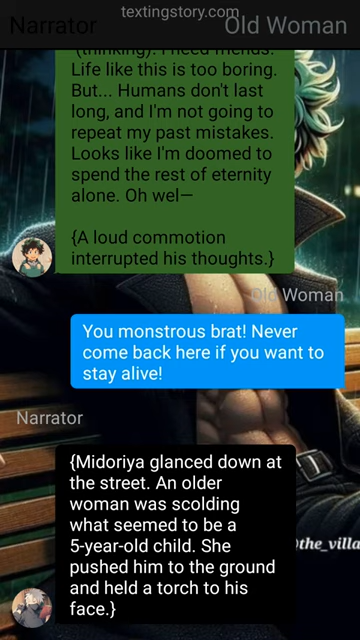 textingstory.com
Narrator
Old Woman
(thinking): I need friends.
Life like this is too boring.
But... Humans don't last
long, and I'm not going to
repeat my past mistakes.
Looks like I'm doomed to
spend the rest of eternity
alone. Oh wel—
{A loud commotion
interrupted his thoughts.}
Old Woman
You monstrous brat! Never
come back here if you want to
stay alive!
Narrator
{Midoriya glanced down at
the street. An older
woman was scolding
what seemed to be a
5-year-old child. She
pushed him to the ground
and held a torch to his
face.}
@the_villa